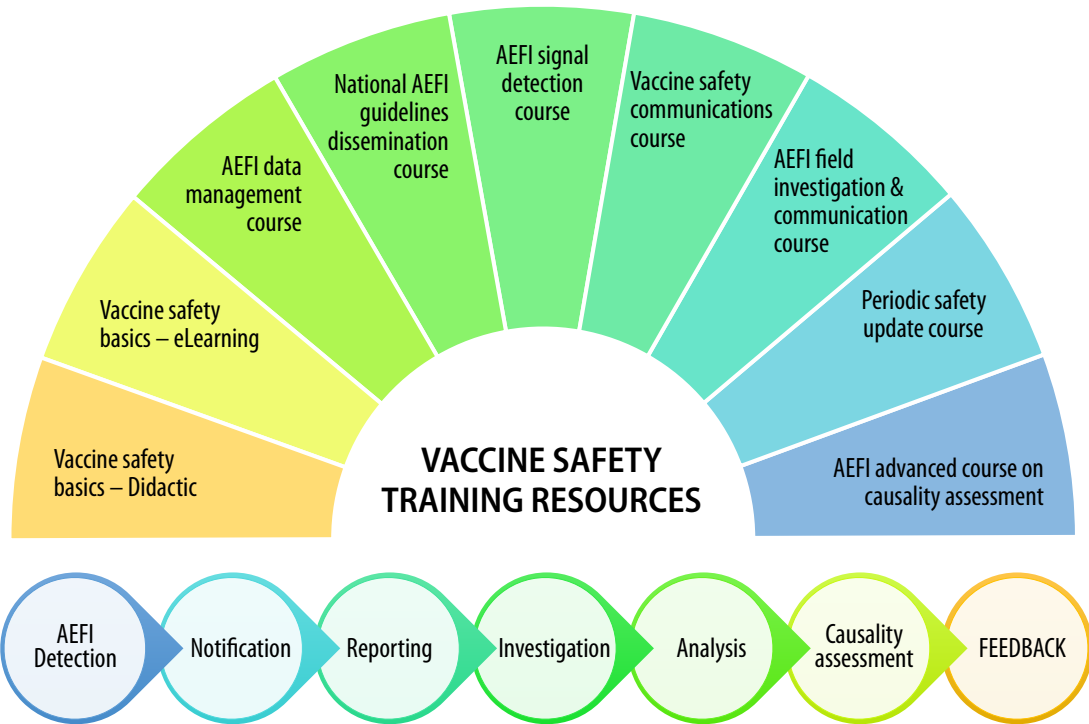 Vaccine safety
basics – Didactic
Vaccine safety
basics – eLearning
AEFI data
management
course
National AEFI
guidelines
dissemination
course
AEFI signal
detection
course
Vaccine safety
communications
course
AEFI field
investigation &
communication
course
Periodic safety
update course
AEFI advanced course on
causality assessment
VACCINE SAFETY
TRAINING RESOURCES
AEFI
Detection
Notification
Reporting
Investigation
Analysis
Causality
assessment
FEEDBACK